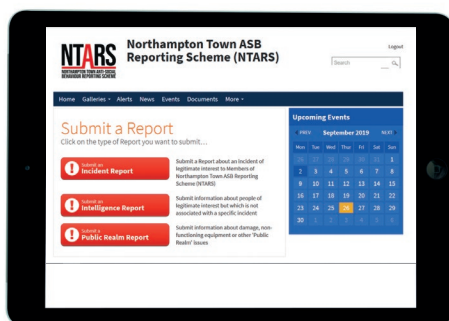 NTARS
NORTHAMPTON TOWN ANTI-SOCIAL
BEHAVIOUR REPORTING SCHEME
Northampton Town ASB
Reporting Scheme (NTARS)
Logout
Search
Home Galleries Alerts News Events Documents More
Submit a Report
Click on the type of Report you want to submit…
Submit an
Incident Report
Submit a Report about an incident of
legitimate interest to Members of
Northampton Town ASB Reporting
Scheme (NTARS)
Submit an
Intelligence Report
Submit information about people of
legitimate interest but which is not
associated with a specific incident
Submit a
Public Realm Report
Submit information about damage, non-
functioning equipment or other 'Public
Realm' issues
Upcoming Events
PREV September 2019 NEXT
Mon Tue Wed Thur Fri Sat Sun
26 27 28 29 30 31 1
2 3 4 5 6 7 8
9 10 11 12 13 14 15
16 17 18 19 20 21 22
23 24 25 26 27 28 29
30 1 2 3 4 5 6